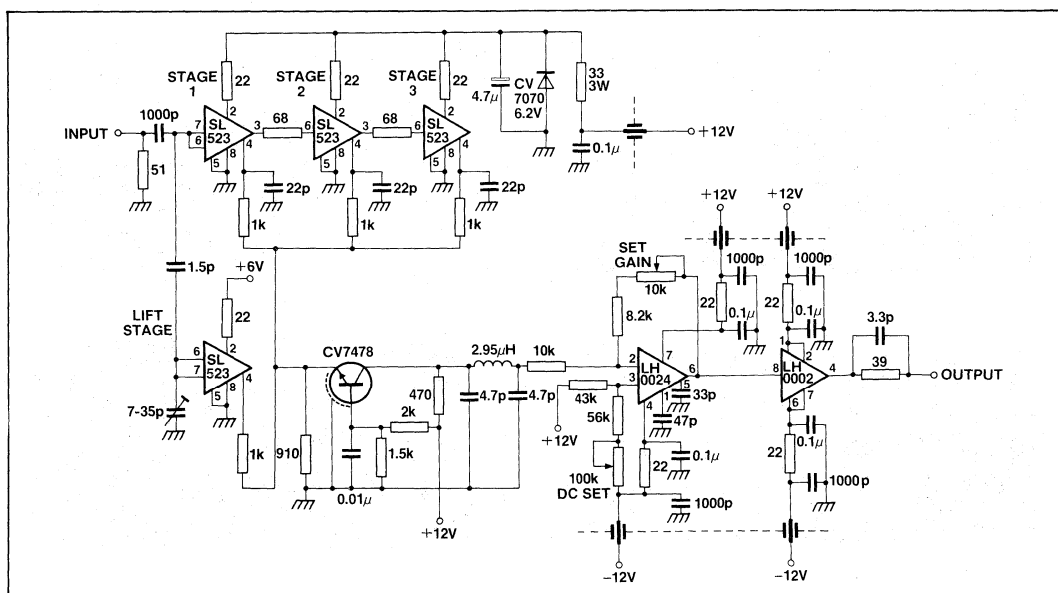 STAGE
1
22
STAGE
2
22
STAGE
3
22
4.7µ
CV
7070
6.2V
33
3W
+12V
0.1µ
INPUT
1000p
51
7
6
SL
523
2
3
5
8
4
68
6
SL
523
2
3
5
8
4
68
6
SL
523
2
5
8
4
22p
22p
22p
1k
1k
1k
1.5p
+6V
22
LIFT
STAGE
6
7
SL
523
2
5
8
4
7-35p
1k
910
CV7478
0.01µ
1.5k
2k
470
+12V
2.95µH
4.7p
4.7p
10k
SET
GAIN
10k
8.2k
43k
+12V
56k
100k
DC SET
2
3
LH
0024
7
6
5
1
4
33p
47p
22
0.1µ
1000p
-12V
+12V
1000p
22
0.1µ
+12V
1000p
22
0.1µ
1
2
8
LH
0002
4
7
6
0.1µ
22
1000p
-12V
3.3p
39
OUTPUT